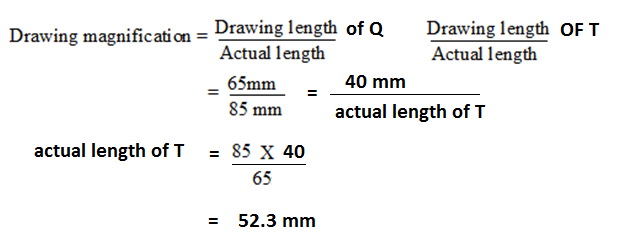 Drawing magnification = Drawing length of Q Drawing length OF T
Actual length Actual length
= 65mm = 40 mm
85 mm actual length of T
actual length of T = 85 X 40
65
= 52.3 mm